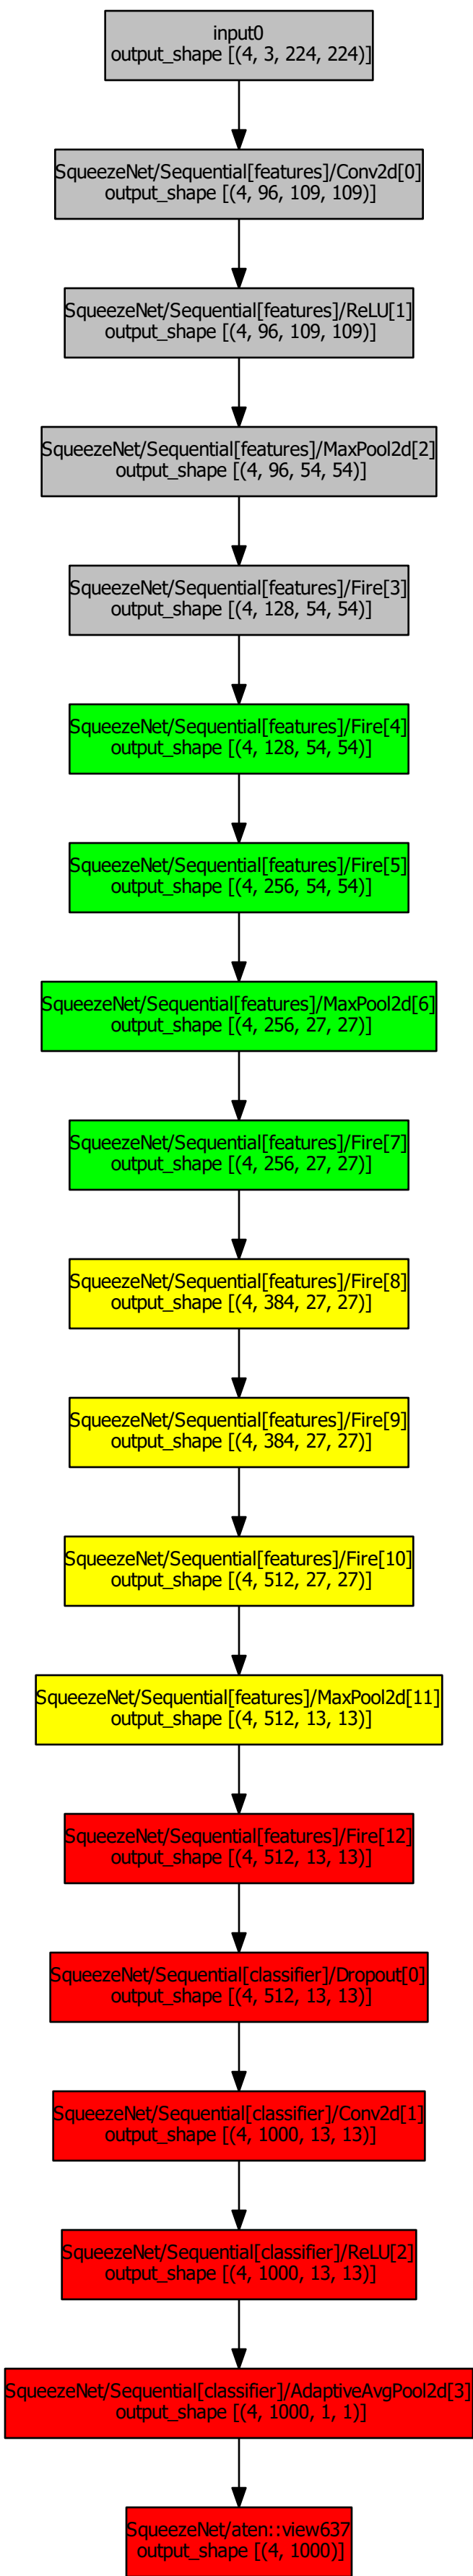 input0
output_shape [(4, 3, 224, 224)]
SqueezeNet/Sequential[features]/Conv2d[0]
output_shape [(4, 96, 109, 109)]
SqueezeNet/Sequential[features]/ReLU[1]
output_shape [(4, 96, 109, 109)]
SqueezeNet/Sequential[features]/MaxPool2d[2]
output_shape [(4, 96, 54, 54)]
SqueezeNet/Sequential[features]/Fire[3]
output_shape [(4, 128, 54, 54)]
SqueezeNet/Sequential[features]/Fire[4]
output_shape [(4, 128, 54, 54)]
SqueezeNet/Sequential[features]/Fire[5]
output_shape [(4, 256, 54, 54)]
SqueezeNet/Sequential[features]/MaxPool2d[6]
output_shape [(4, 256, 27, 27)]
SqueezeNet/Sequential[features]/Fire[7]
output_shape [(4, 256, 27, 27)]
SqueezeNet/Sequential[features]/Fire[8]
output_shape [(4, 384, 27, 27)]
SqueezeNet/Sequential[features]/Fire[9]
output_shape [(4, 384, 27, 27)]
SqueezeNet/Sequential[features]/Fire[10]
output_shape [(4, 512, 27, 27)]
SqueezeNet/Sequential[features]/MaxPool2d[11]
output_shape [(4, 512, 13, 13)]
SqueezeNet/Sequential[features]/Fire[12]
output_shape [(4, 512, 13, 13)]
SqueezeNet/Sequential[classifier]/Dropout[0]
output_shape [(4, 512, 13, 13)]
SqueezeNet/Sequential[classifier]/Conv2d[1]
output_shape [(4, 1000, 13, 13)]
SqueezeNet/Sequential[classifier]/ReLU[2]
output_shape [(4, 1000, 13, 13)]
SqueezeNet/Sequential[classifier]/AdaptiveAvgPool2d[3]
output_shape [(4, 1000, 1, 1)]
SqueezeNet/aten::view637
output_shape [(4, 1000)]